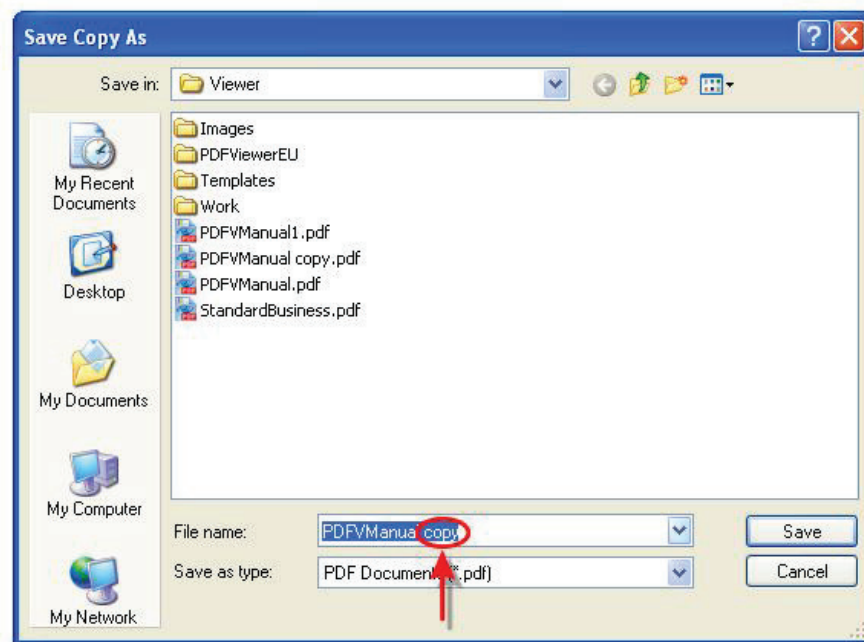 Save Copy As
Save in:
Viewer
My Recent
Documents
Desktop
My Documents
My Computer
My Network
Images
PDFViewerEU
Templates
Work
PDFVManual1.pdf
PDFVManual copy.pdf
PDFVManual.pdf
StandardBusiness.pdf
File name:
PDFVManual copy
Save
Save as type:
PDF Documents (*.pdf)
Cancel